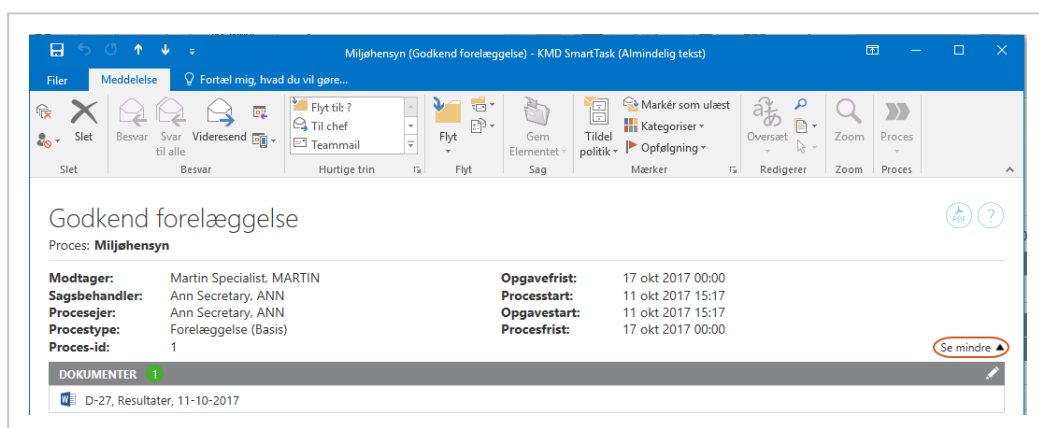 Miljøhensyn (Godkend forelæggelse) - KMD SmartTask (Almindelig tekst)
Filer Meddelelse Fortæl mig, hvad du vil gøre...
Slet
Besvar
Svar til alle
Videresend
Flyt til: ?
Til chef
Teammail
Flyt
Gem Elementet
Tildel politik
Markér som ulæst
Kategoriser
Opfølgning
Oversæt
Zoom
Proces
Slet Besvar Hurtige trin Flyt Sag Mærker Redigerer Zoom Proces
Godkend forelæggelse
PDF ?
Proces: Miljøhensyn
Modtager: Martin Specialist, MARTIN Opgavefrist: 17 okt 2017 00:00
Sagsbehandler: Ann Secretary, ANN Processtart: 11 okt 2017 15:17
Procesejer: Ann Secretary, ANN Opgavestart: 11 okt 2017 15:17
Procestype: Forelæggelse (Basis) Procesfrist: 17 okt 2017 00:00
Proces-id: 1
Se mindre
DOKUMENTER 1
D-27, Resultater, 11-10-2017